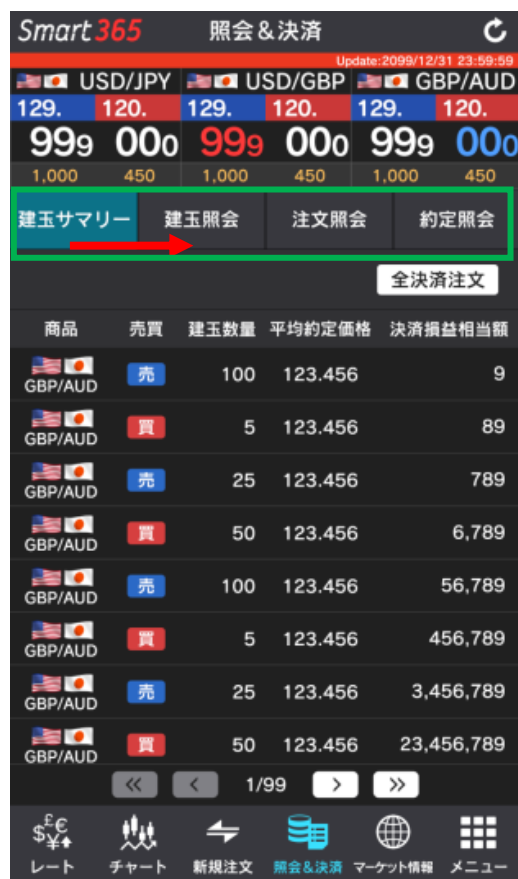 Smart 365 照会&決済
Update:2099/12/31 23:59:59
USD/JPY USD/GBP GBP/AUD
129. 120. 129. 120. 129. 120.
999 000 999 000 999 000
1,000 450 1,000 450 1,000 450
建玉サマリー 建玉照会 注文照会 約定照会
全決済注文
商品 売買 建玉数量 平均約定価格 決済損益相当額
GBP/AUD 売 100 123.456 9
GBP/AUD 買 5 123.456 89
GBP/AUD 売 25 123.456 789
GBP/AUD 買 50 123.456 6,789
GBP/AUD 売 100 123.456 56,789
GBP/AUD 買 5 123.456 456,789
GBP/AUD 売 25 123.456 3,456,789
GBP/AUD 買 50 123.456 23,456,789
1/99
レート チャート 新規注文 照会&決済 マーケット情報 メニュー